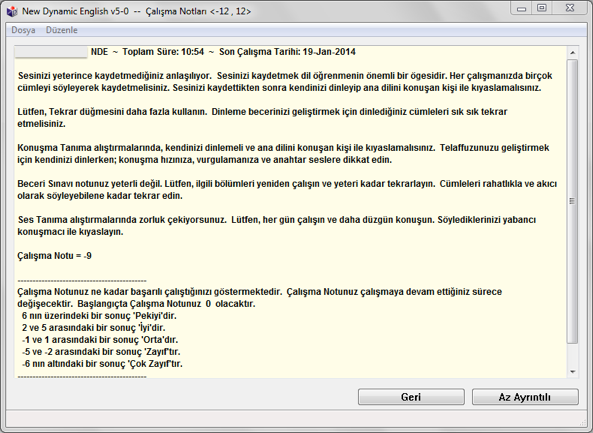 New Dynamic English v5-0 -- Çalışma Notları <-12 , 12>
Dosya Düzenle
NDE ~ Toplam Süre: 10:54 ~ Son Çalışma Tarihi: 19-Jan-2014
Sesinizi yeterince kaydetmediğiniz anlaşılıyor. Sesinizi kaydetmek dil öğrenmenin önemli bir ögesidir. Her çalışmanızda birçok
cümleyi söyleyerek kaydetmelisiniz. Sesinizi kaydettikten sonra kendinizi dinleyip ana dilini konuşan kişi ile kıyaslamalısınız.
Lütfen, Tekrar düğmesini daha fazla kullanın. Dinleme becerinizi geliştirmek için dinlediğiniz cümleleri sık sık tekrar
etmelisiniz.
Konuşma Tanıma alıştırmalarında, kendinizi dinlemeli ve ana dilini konuşan kişi ile kıyaslamalısınız. Telaffuzunuzu geliştirmek
için kendinizi dinlerken; konuşma hızınıza, vurgulamanıza ve anahtar seslere dikkat edin.
Beceri Sınavı notunuz yeterli değil. Lütfen, ilgili bölümleri yeniden çalışın ve yeteri kadar tekrarlayın. Cümleleri rahatlıkla ve akıcı
olarak söyleyebilene kadar tekrar edin.
Ses Tanıma alıştırmalarında zorluk çekiyorsunuz. Lütfen, her gün çalışın ve daha düzgün konuşun. Söylediklerinizi yabancı
konuşmacı ile kıyaslayın.
Çalışma Notu = -9
-------------------------------------------
Çalışma Notunuz ne kadar başarılı çalıştığınızı göstermektedir. Çalışma Notunuz çalışmaya devam ettiğiniz sürece
değişecektir. Başlangıçta Çalışma Notunuz 0 olacaktır.
6 nın üzerindeki bir sonuç 'Pekiyi'dir.
2 ve 5 arasındaki bir sonuç 'İyi'dir.
-1 ve 1 arasındaki bir sonuç 'Orta'dır.
-5 ve -2 arasındaki bir sonuç 'Zayıf'tır.
-6 nın altındaki bir sonuç 'Çok Zayıf'tır.
-------------------------------------------
Geri Az Ayrıntılı